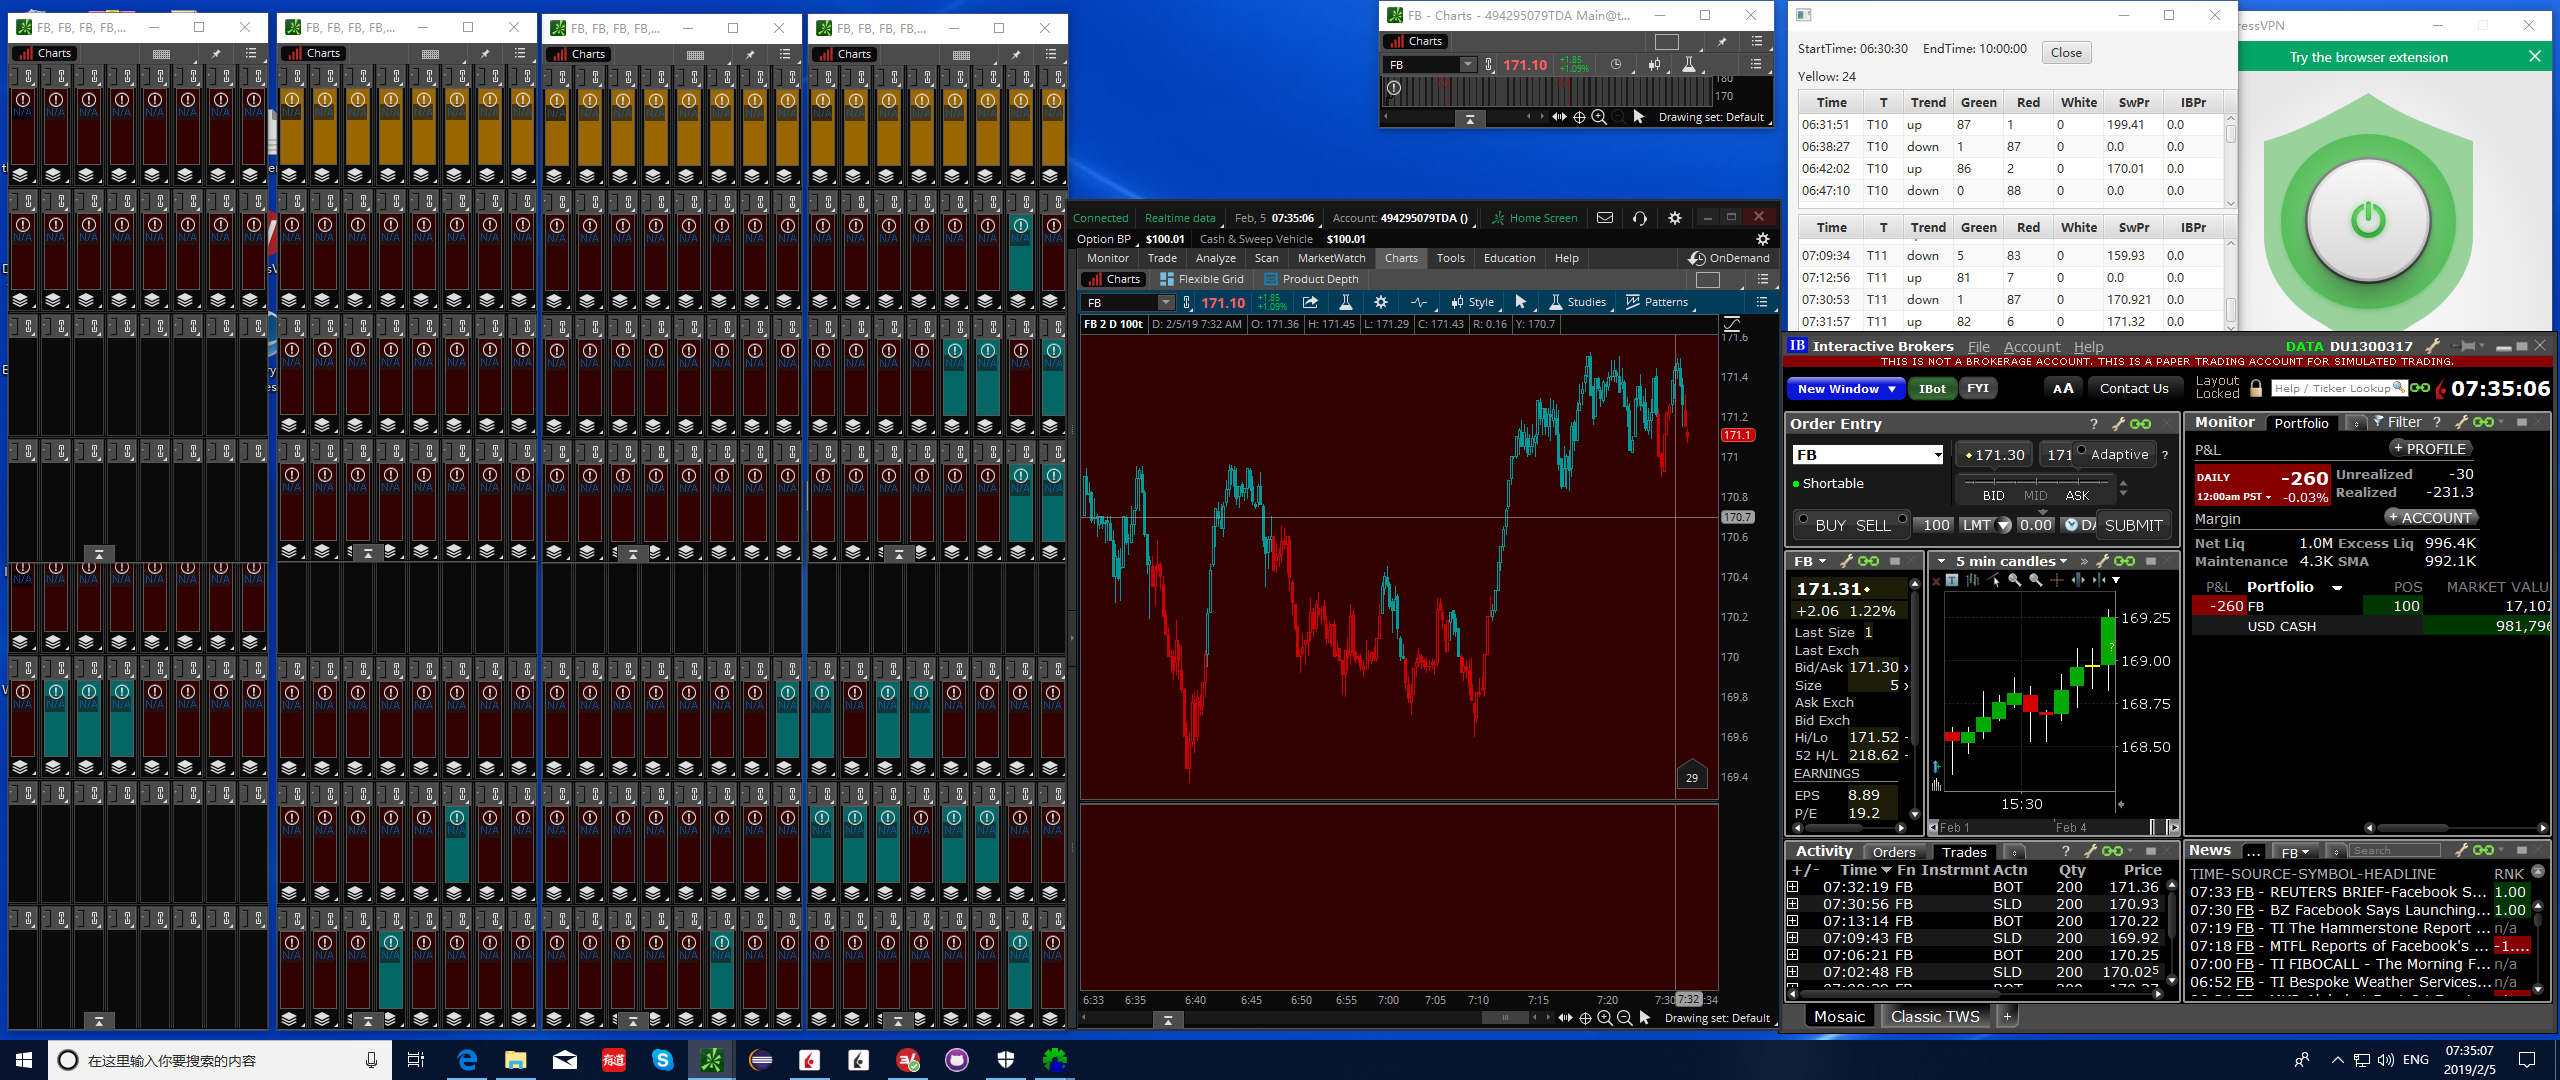 FB, FB, FB, FB,...
Charts
FB, FB, FB, FB,...
Charts
FB, FB, FB, FB,...
Charts
FB, FB, FB, FB,...
Charts
N/A
FB - Charts - 494295079TDA Main@t...
Charts
FB 171.10 +1.85 +1.09%
180
170
Drawing set: Default
StartTime: 06:30:30 EndTime: 10:00:00 Close
Yellow: 24
Time T Trend Green Red White SwPr IBPr
06:31:51 T10 up 87 1 0 199.41 0.0
06:38:27 T10 down 1 87 0 0.0 0.0
06:42:02 T10 up 86 2 0 170.01 0.0
06:47:10 T10 down 0 88 0 0.0 0.0
Time T Trend Green Red White SwPr IBPr
07:09:34 T11 down 5 83 0 159.93 0.0
07:12:56 T11 up 81 7 0 0.0 0.0
07:30:53 T11 down 1 87 0 170.921 0.0
07:31:57 T11 up 82 6 0 171.32 0.0
ressVPN
Try the browser extension
Connected Realtime data Feb, 5 07:35:06 Account: 494295079TDA () Home Screen
Option BP $100.01 Cash & Sweep Vehicle $100.01
Monitor Trade Analyze Scan MarketWatch Charts Tools Education Help OnDemand
Charts Flexible Grid Product Depth
FB 171.10 +1.85 +1.09% Style Studies Patterns
FB 2 D 100t D: 2/5/19 7:32 AM O: 171.36 H: 171.45 L: 171.29 C: 171.43 R: 0.16 Y: 170.7
171.6
171.4
171.2
171.1
171
170.8
170.7
170.6
170.4
170.2
170
169.8
169.6
169.4
29
6:33 6:35 6:40 6:45 6:50 6:55 7:00 7:05 7:10 7:15 7:20 7:30 7:32 :34
Drawing set: Default
IB Interactive Brokers File Account Help DATA DU1300317
THIS IS NOT A BROKERAGE ACCOUNT. THIS IS A PAPER TRADING ACCOUNT FOR SIMULATED TRADING.
New Window IBot FYI AA Contact Us Layout Locked Help / Ticker Lookup 07:35:06
Order Entry ?
FB 171.30 171 Adaptive ?
Shortable
BID MID ASK
BUY SELL 100 LMT 0.00 DA SUBMIT
FB
171.31
+2.06 1.22%
Last Size 1
Last Exch
Bid/Ask 171.30
Size 5
Ask Exch
Bid Exch
Hi/Lo 171.52
52 H/L 218.62
EARNINGS
EPS 8.89
P/E 19.2
5 min candles
169.25
169.00
168.75
168.50
15:30
Feb 1 Feb 4
Monitor Portfolio Filter ?
P&L + PROFILE
DAILY -260 Unrealized -30
12:00am PST -0.03% Realized -231.3
Margin + ACCOUNT
Net Liq 1.0M Excess Liq 996.4K
Maintenance 4.3K SMA 992.1K
P&L Portfolio POS MARKET VALU
-260 FB 100 17,107
USD CASH 981,796
Activity Orders Trades ?
+/- Time Fn Instrmnt Actn Qty Price
07:32:19 FB BOT 200 171.36
07:30:56 FB SLD 200 170.93
07:13:14 FB BOT 200 170.22
07:09:43 FB SLD 200 169.92
07:06:21 FB BOT 200 170.25
07:02:48 FB SLD 200 170.025
News ... FB Search
TIME-SOURCE-SYMBOL-HEADLINE RNK
07:33 FB - REUTERS BRIEF-Facebook S... 1.00
07:30 FB - BZ Facebook Says Launching... 1.00
07:19 FB - TI The Hammerstone Report ... n/a
07:18 FB - MTFL Reports of Facebook's ... -1....
07:00 FB - TI FIBOCALL - The Morning F... n/a
06:52 FB - TI Bespoke Weather Services... n/a
Mosaic Classic TWS +
在这里输入你要搜索的内容
有道
ENG
07:35:07
2019/2/5